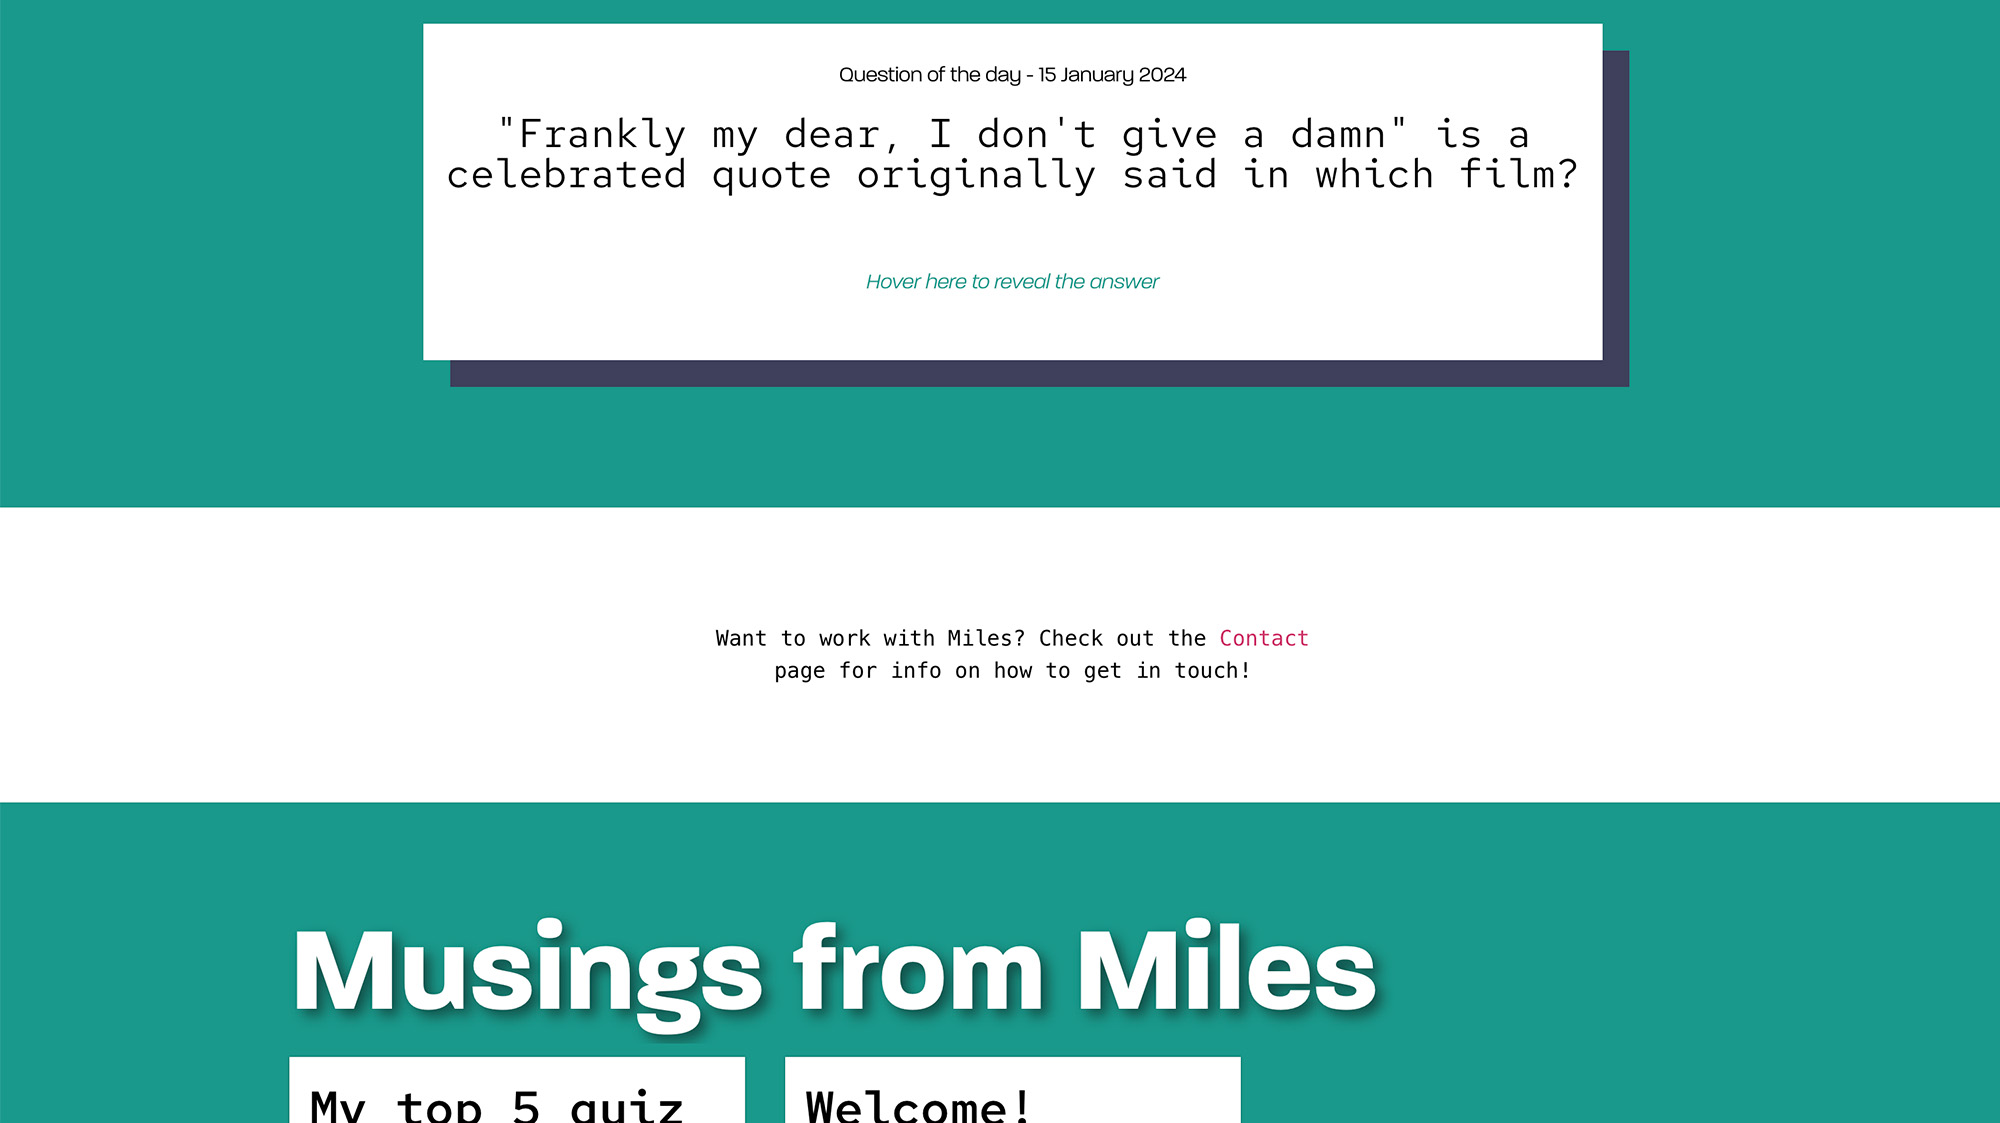 Question of the day - 15 January 2024
"Frankly my dear, I don't give a damn" is a
celebrated quote originally said in which film?
Hover here to reveal the answer
Want to work with Miles? Check out the Contact
page for info on how to get in touch!
Musings from Miles
My top 5 quiz
Welcome!